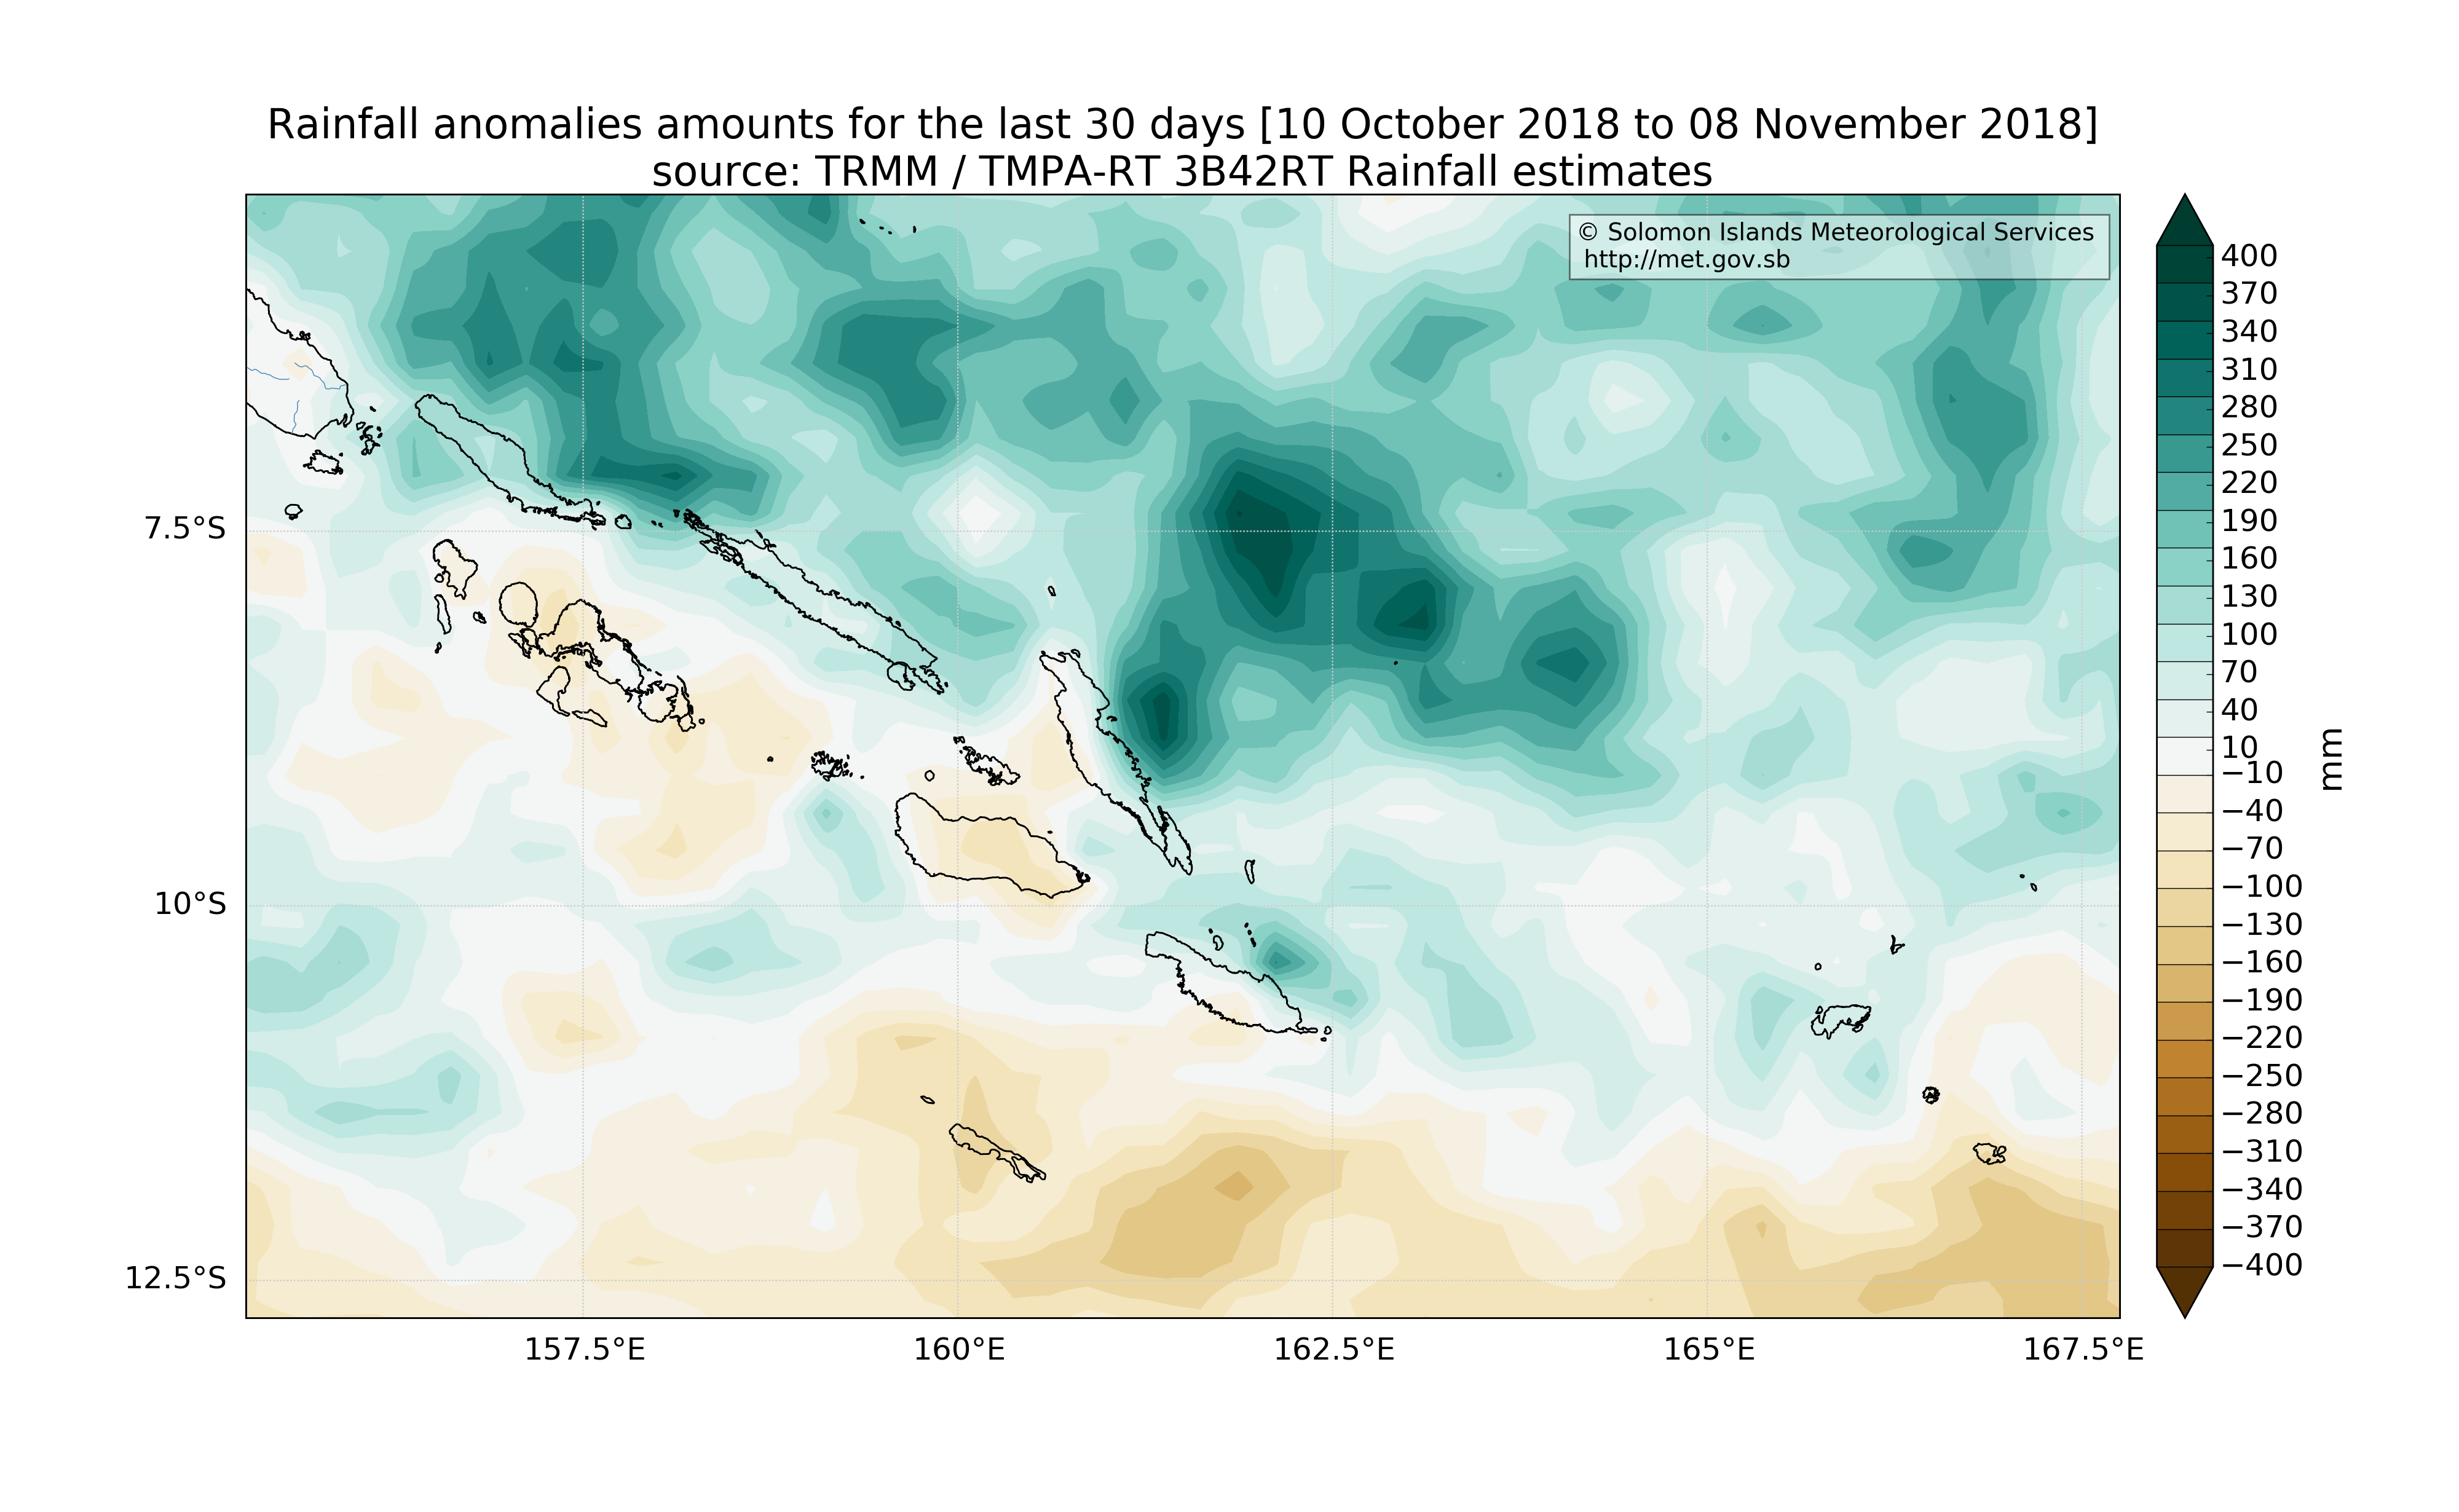 Rainfall anomalies amounts for the last 30 days [10 October 2018 to 08 November 2018]
source: TRMM / TMPA-RT 3B42RT Rainfall estimates
© Solomon Islands Meteorological Services
http://met.gov.sb
7.5°S
10°S
12.5°S
157.5°E
160°E
162.5°E
165°E
167.5°E
400
370
340
310
280
250
220
190
160
130
100
70
40
10
−10
−40
−70
−100
−130
−160
−190
−220
−250
−280
−310
−340
−370
−400
mm